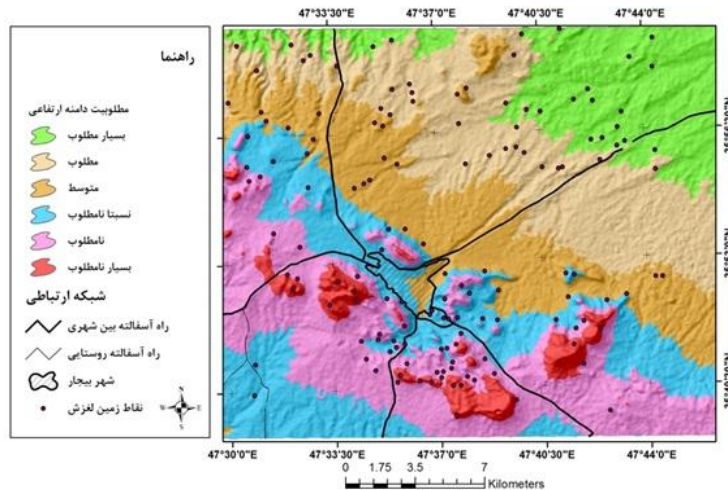 47°33'30"E 47°37'0"E 47°40'30"E 47°44'0"E
راهنما
مطلوبیت دامنه ارتفاعی
بسیار مطلوب
مطلوب
متوسط
نسبتا نامطلوب
نامطلوب
بسیار نامطلوب
شبکه ارتباطی
راه آسفالته بین شهری
راه آسفالته روستایی
شهر بیجار
نقاط زمین لغزش
N
W E
S
47°30'0"E 47°33'30"E 47°37'0"E 47°40'30"E 47°44'0"E
0 1.75 3.5 7
Kilometers